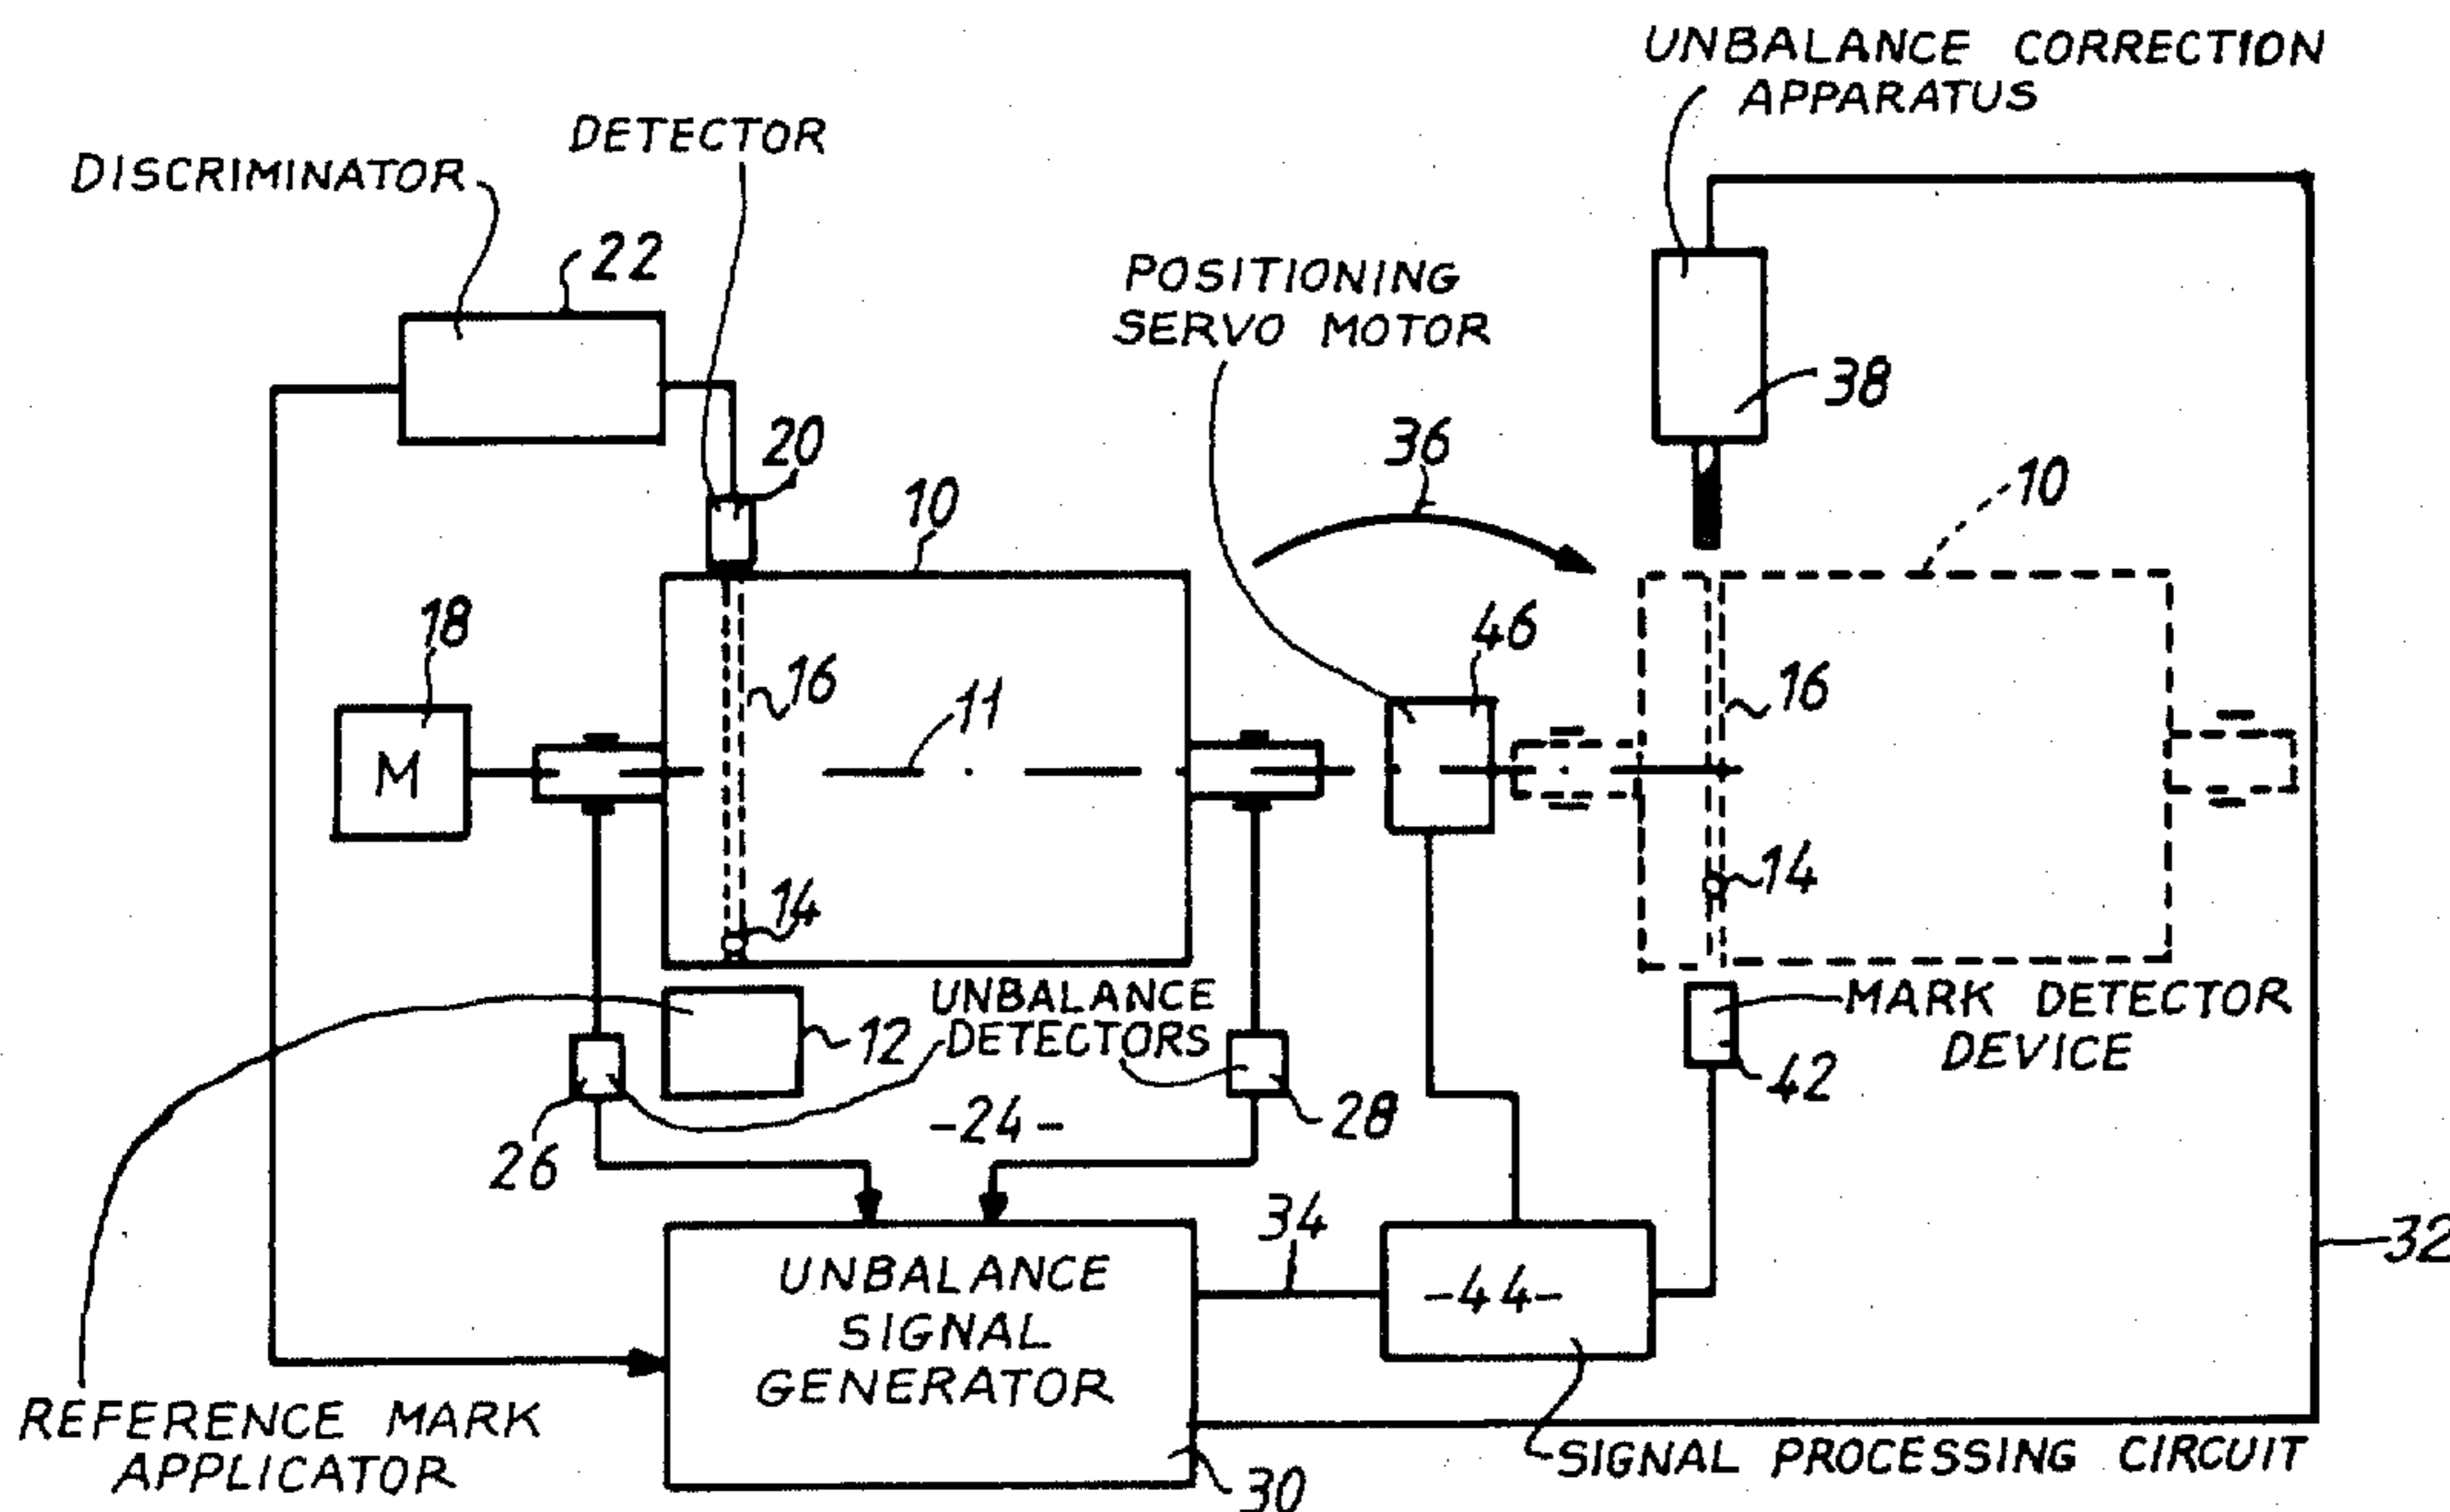 UNBALANCE CORRECTION
APPARATUS
DETECTOR
DISCRIMINATOR
22
POSITIONING
SERVO MOTOR
38
20
36
10
10
18
46
16
11
16
M
14
14
UNBALANCE
DETECTORS
12
MARK DETECTOR
DEVICE
42
26
-24-
28
34
32
UNBALANCE
SIGNAL
GENERATOR
-44-
REFERENCE MARK
APPLICATOR
SIGNAL PROCESSING CIRCUIT
30